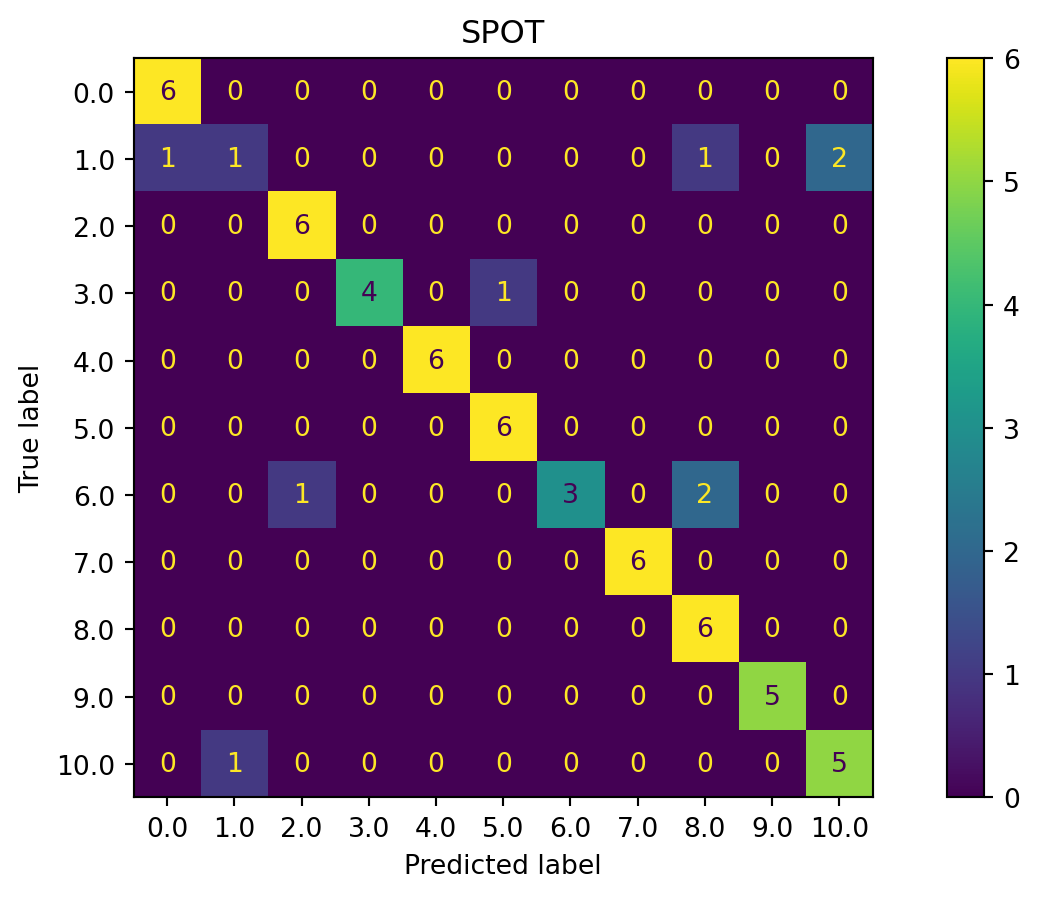 SPOT
0.0 6 0 0 0 0 0 0 0 0 0 0
1.0 1 1 0 0 0 0 0 0 1 0 2
2.0 0 0 6 0 0 0 0 0 0 0 0
3.0 0 0 0 4 0 1 0 0 0 0 0
4.0 0 0 0 0 6 0 0 0 0 0 0
5.0 0 0 0 0 0 6 0 0 0 0 0
6.0 0 0 1 0 0 0 3 0 2 0 0
7.0 0 0 0 0 0 0 0 6 0 0 0
8.0 0 0 0 0 0 0 0 0 6 0 0
9.0 0 0 0 0 0 0 0 0 0 5 0
10.0 0 1 0 0 0 0 0 0 0 0 5
0.0 1.0 2.0 3.0 4.0 5.0 6.0 7.0 8.0 9.0 10.0
Predicted label
True label
6
5
4
3
2
1
0